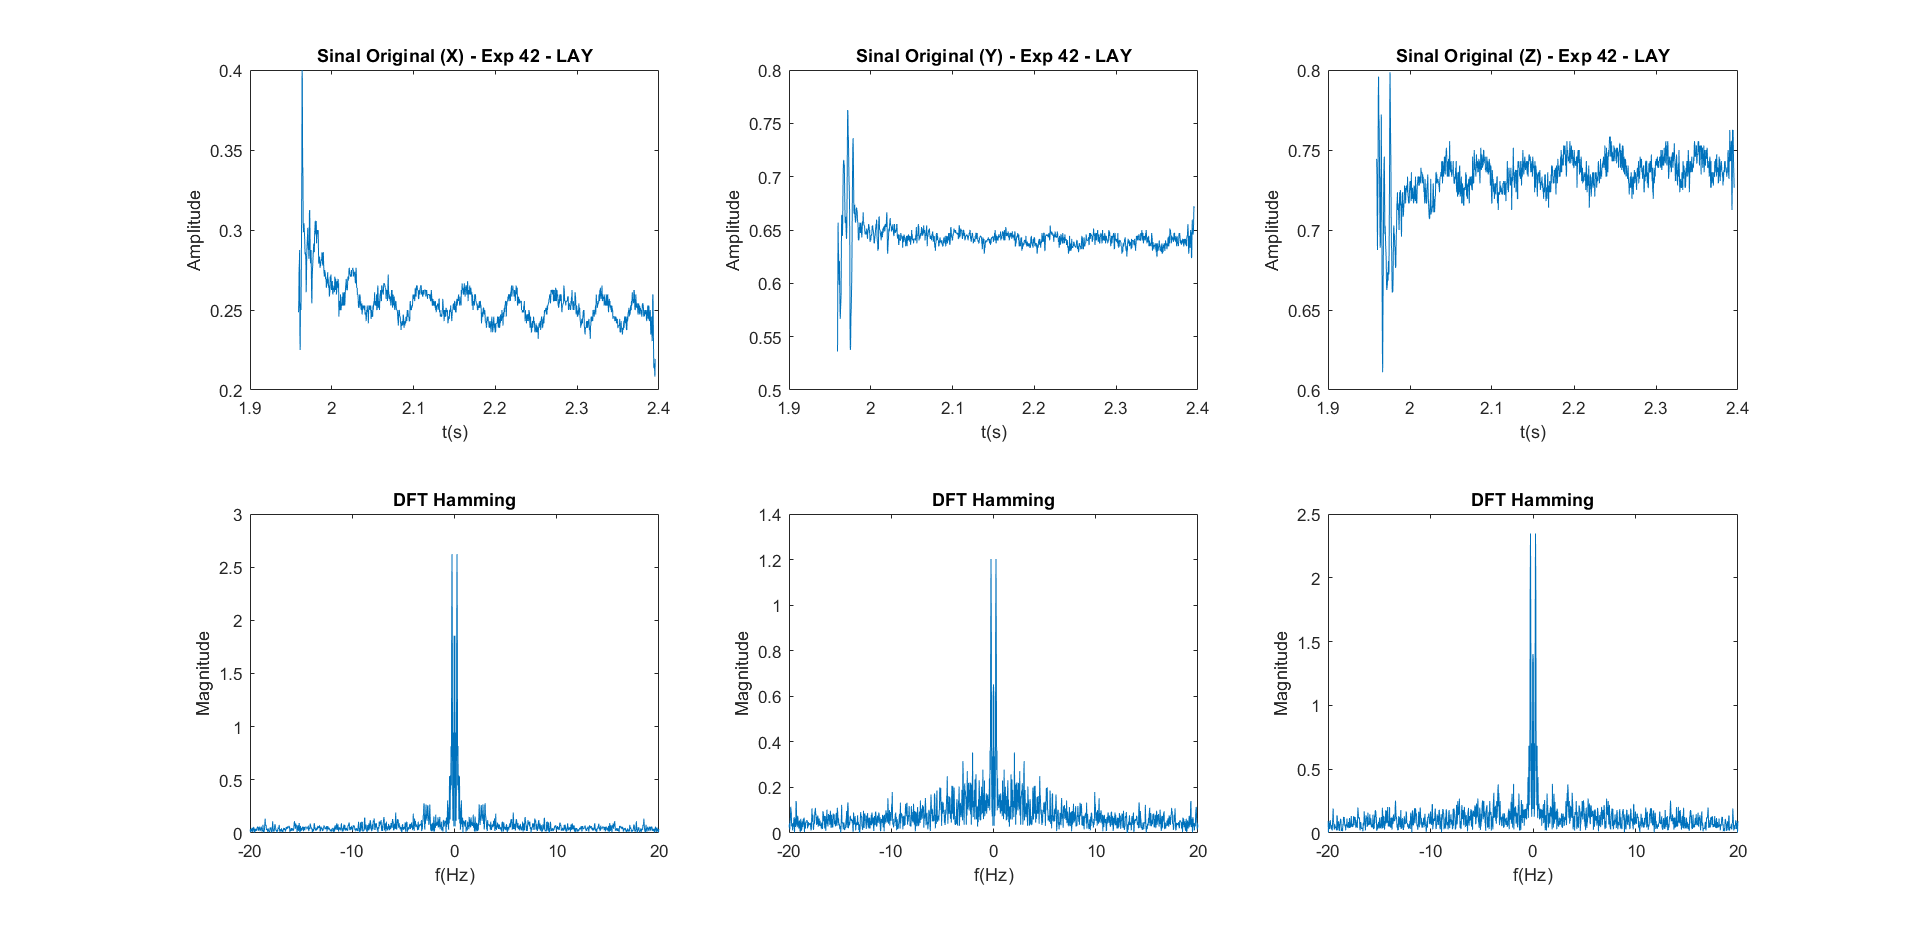 Sinal Original (X) - Exp 42 - LAY
0.4
0.35
0.3
0.25
0.2
Amplitude
1.9 2 2.1 2.2 2.3 2.4
t(s)
Sinal Original (Y) - Exp 42 - LAY
0.8
0.75
0.7
0.65
0.6
0.55
0.5
Amplitude
1.9 2 2.1 2.2 2.3 2.4
t(s)
Sinal Original (Z) - Exp 42 - LAY
0.8
0.75
0.7
0.65
0.6
Amplitude
1.9 2 2.1 2.2 2.3 2.4
t(s)
DFT Hamming
3
2.5
2
1.5
1
0.5
0
Magnitude
-20 -10 0 10 20
f(Hz)
DFT Hamming
1.4
1.2
1
0.8
0.6
0.4
0.2
0
Magnitude
-20 -10 0 10 20
f(Hz)
DFT Hamming
2.5
2
1.5
1
0.5
0
Magnitude
-20 -10 0 10 20
f(Hz)